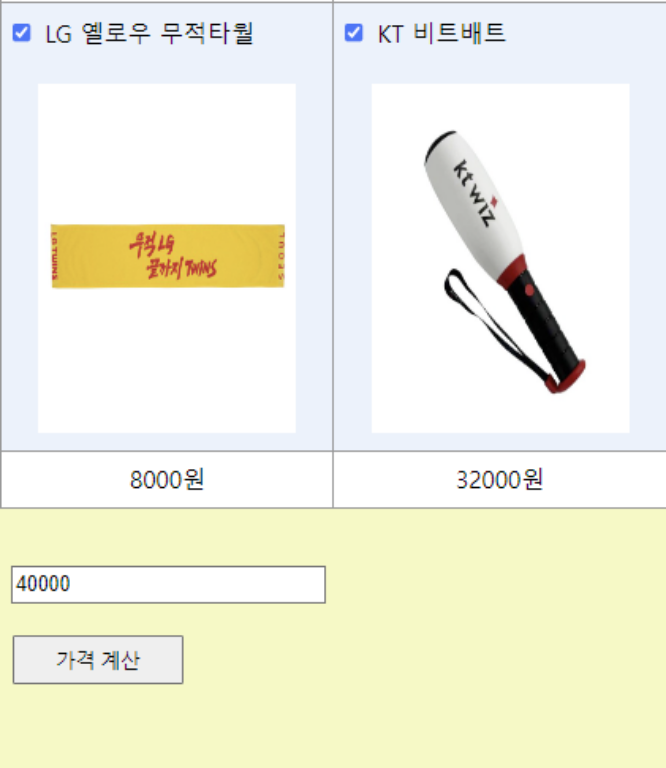 LG 옐로우 무적타월
KT 비트배트
LG TWINS
무적 LG
끝까지 TWINS
SEOUL
kt wiz
8000원
32000원
40000
가격 계산